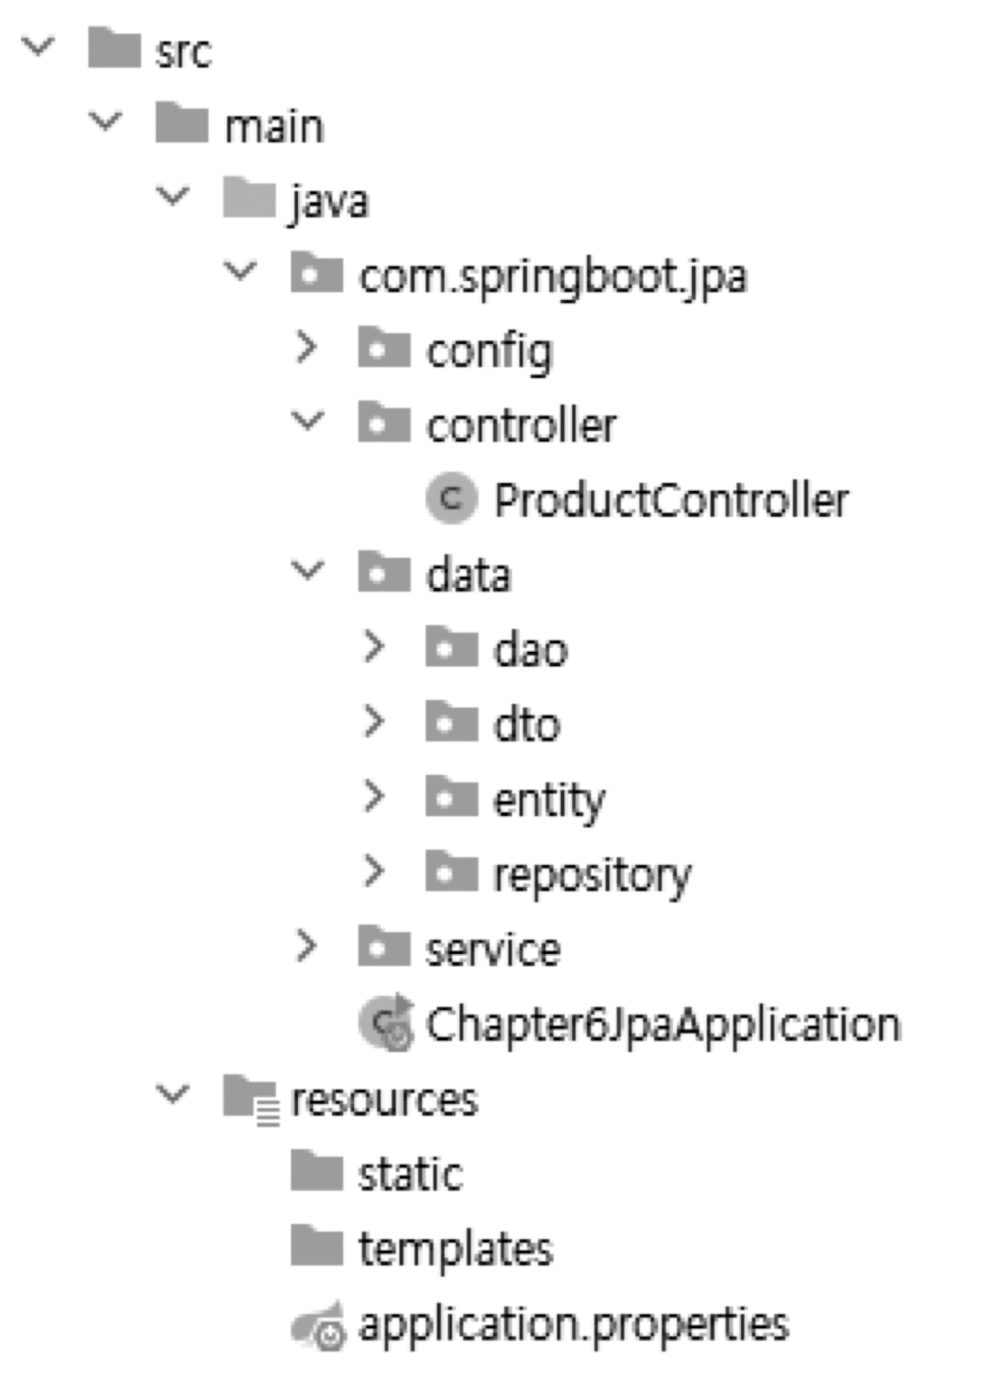 src
main
java
com.springboot.jpa
config
controller
C ProductController
data
dao
dto
entity
repository
service
C Chapter6JpaApplication
resources
static
templates
application.properties